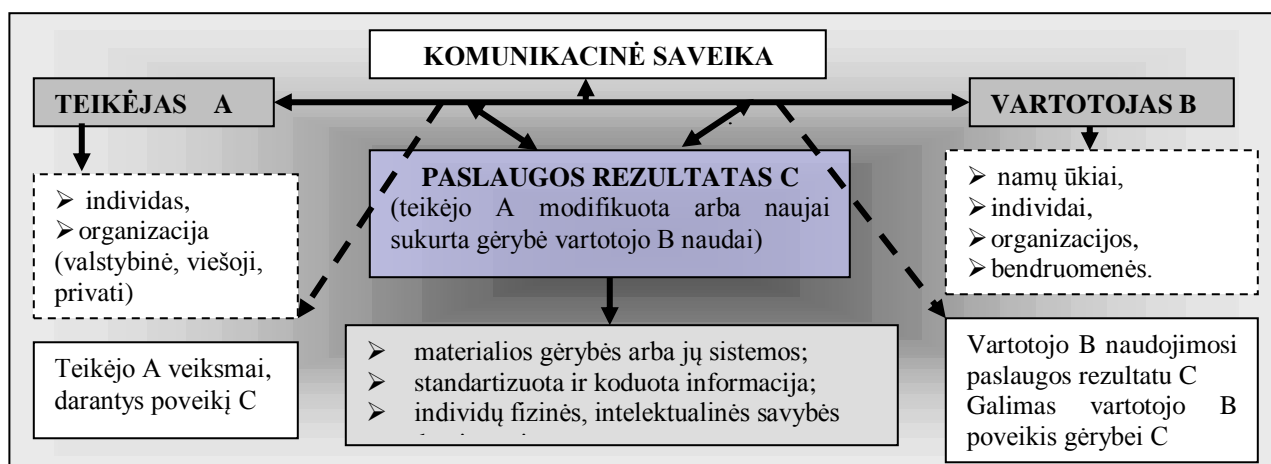 KOMUNIKACINĖ SAVEIKA
TEIKĖJAS A
VARTOTOJAS B
➢ individas,
➢ organizacija
(valstybinė, viešoji,
privati)
PASLAUGOS REZULTATAS C
(teikėjo A modifikuota arba naujai
sukurta gėrybė vartotojo B naudai)
➢ namų ūkiai,
➢ individai,
➢ organizacijos,
➢ bendruomenės.
Teikėjo A veiksmai,
darantys poveikį C
➢ materialios gėrybės arba jų sistemos;
➢ standartizuota ir koduota informacija;
➢ individų fizinės, intelektualinės savybės
Vartotojo B naudojimosi
paslaugos rezultatu C
Galimas vartotojo B
poveikis gėrybei C